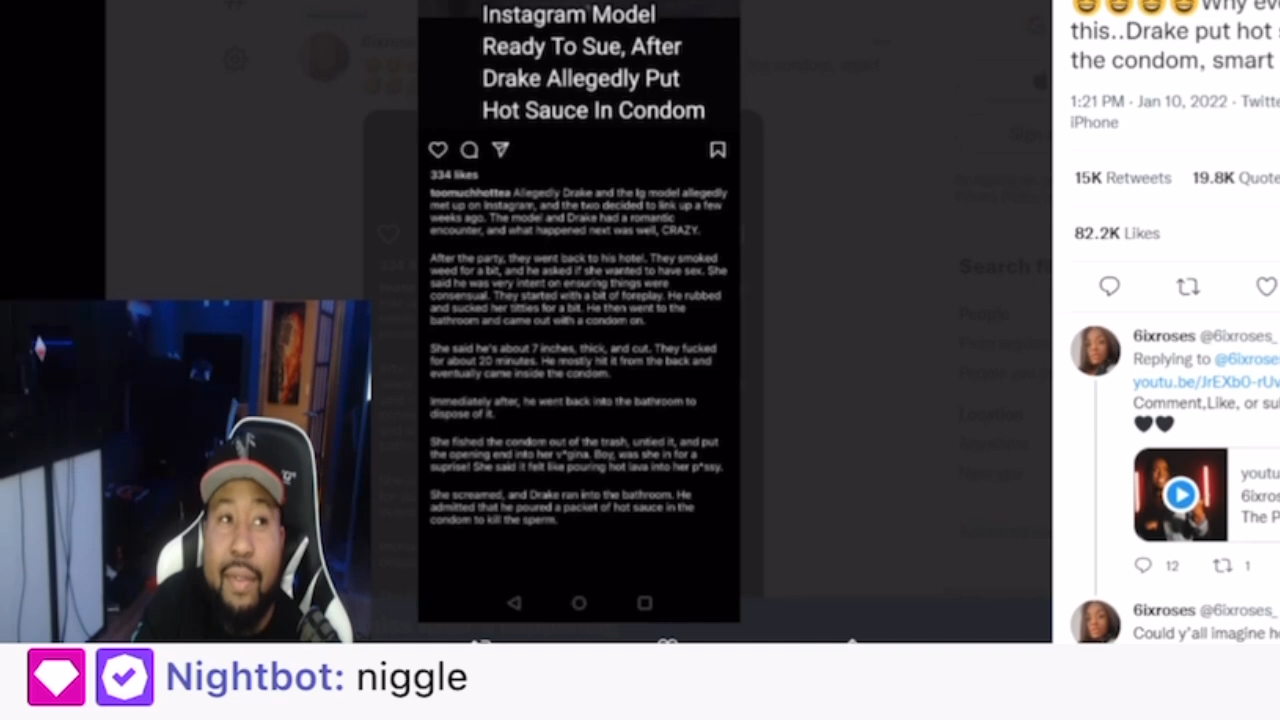 Instagram Model
Ready To Sue, After
Drake Allegedly Put
Hot Sauce In Condom
334 likes
toomuchhottea Allegedly Drake and the Ig model allegedly
met up on Instagram, and the two decided to link up a few
weeks ago. The model and Drake had a romantic
encounter, and what happened next was well, CRAZY.
After the party, they went back to his hotel. They smoked
weed for a bit, and he asked if she wanted to have sex. She
said he was very intent on ensuring things were
consensual. They started with a bit of foreplay. He rubbed
and sucked her titties for a bit. He then went to the
bathroom and came out with a condom on.
She said he's about 7 inches, thick, and cut. They fucked
for about 20 minutes. He mostly hit it from the back and
eventually came inside the condom.
Immediately after, he went back into the bathroom to
dispose of it.
She fished the condom out of the trash, untied it, and put
the opening end into her v*gina. Boy, was she in for a
suprise! She said it felt like pouring hot lava into her p*ssy.
She screamed, and Drake ran into the bathroom. He
admitted that he poured a packet of hot sauce in the
condom to kill the sperm.
Search
People
Location
Why eve
this..Drake put hot s
the condom, smart
1:21 PM · Jan 10, 2022 · Twitte
iPhone
15K Retweets 19.8K Quote
82.2K Likes
6ixroses @6ixroses_
Replying to @6ixrose
youtu.be/JrEXb0-rUv
Comment,Like, or su
🖤🖤
youtu
6ixros
The P
12 1
6ixroses @6ixroses_
Could y'all imagine h
Nightbot: niggle